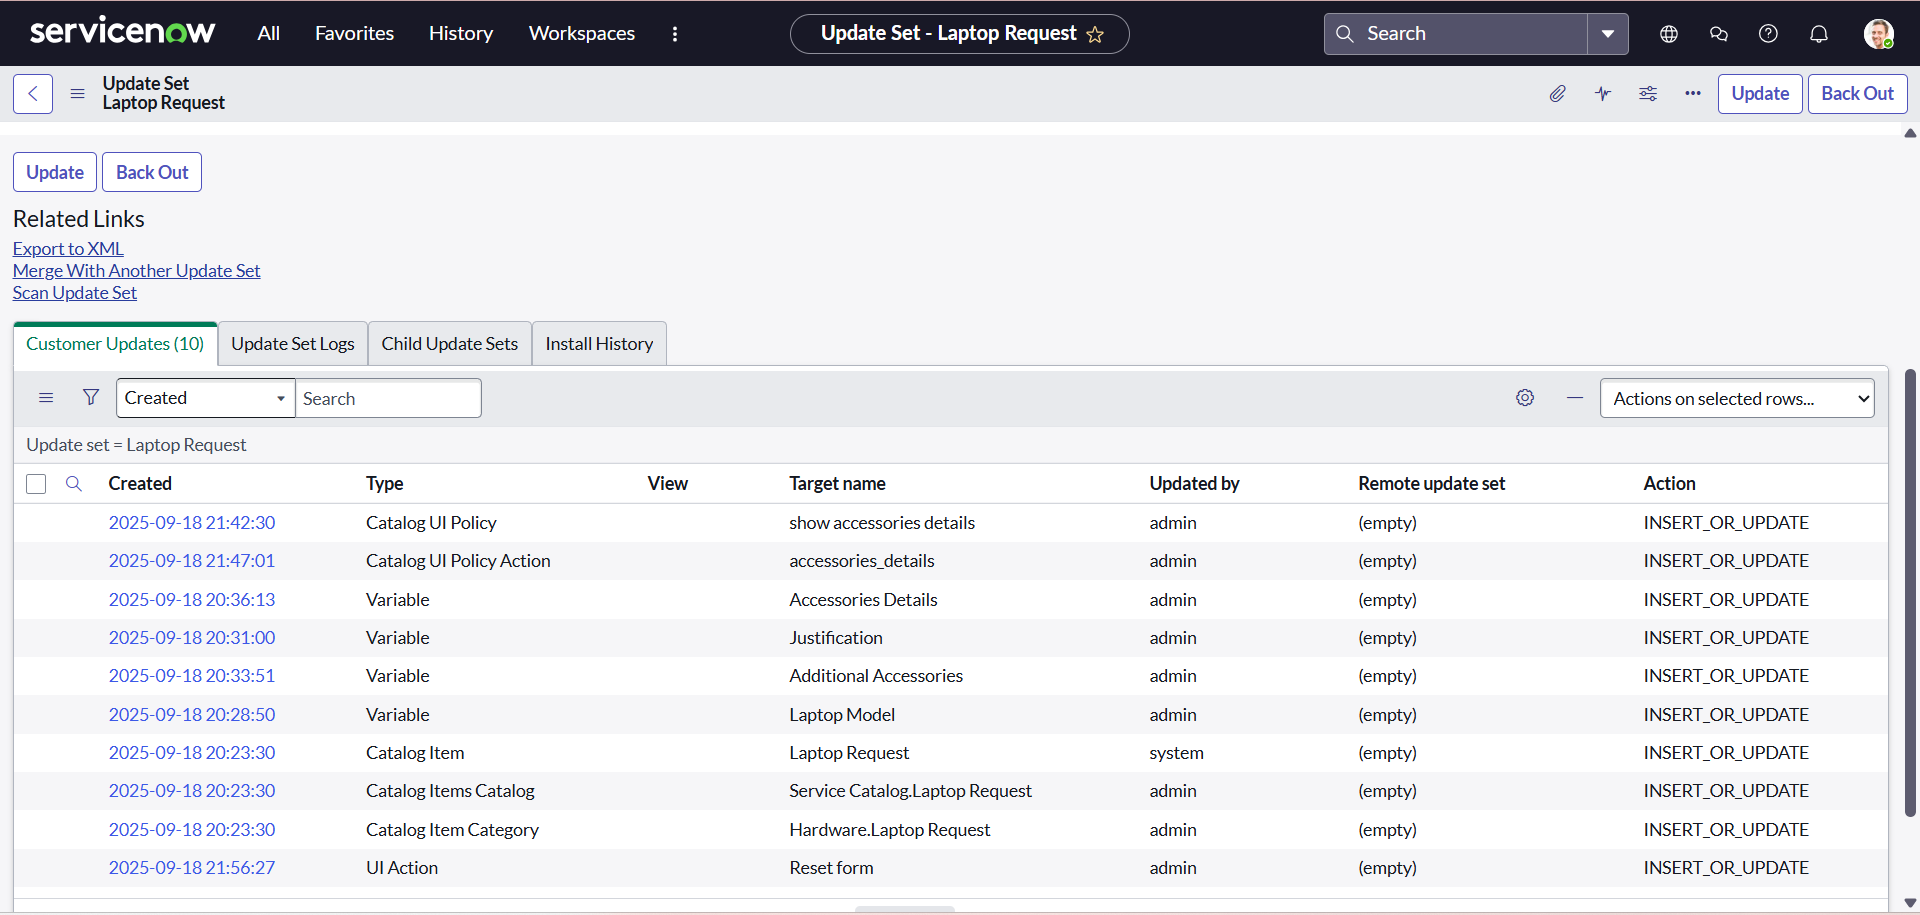 servicenow All Favorites History Workspaces Update Set - Laptop Request Search
Update Set
Laptop Request
Update Back Out
Update Back Out
Related Links
Export to XML
Merge With Another Update Set
Scan Update Set
Customer Updates (10) Update Set Logs Child Update Sets Install History
Created Search Actions on selected rows...
Update set = Laptop Request
Created Type View Target name Updated by Remote update set Action
2025-09-18 21:42:30 Catalog UI Policy show accessories details admin (empty) INSERT_OR_UPDATE
2025-09-18 21:47:01 Catalog UI Policy Action accessories_details admin (empty) INSERT_OR_UPDATE
2025-09-18 20:36:13 Variable Accessories Details admin (empty) INSERT_OR_UPDATE
2025-09-18 20:31:00 Variable Justification admin (empty) INSERT_OR_UPDATE
2025-09-18 20:33:51 Variable Additional Accessories admin (empty) INSERT_OR_UPDATE
2025-09-18 20:28:50 Variable Laptop Model admin (empty) INSERT_OR_UPDATE
2025-09-18 20:23:30 Catalog Item Laptop Request system (empty) INSERT_OR_UPDATE
2025-09-18 20:23:30 Catalog Items Catalog Service Catalog.Laptop Request admin (empty) INSERT_OR_UPDATE
2025-09-18 20:23:30 Catalog Item Category Hardware.Laptop Request admin (empty) INSERT_OR_UPDATE
2025-09-18 21:56:27 UI Action Reset form admin (empty) INSERT_OR_UPDATE